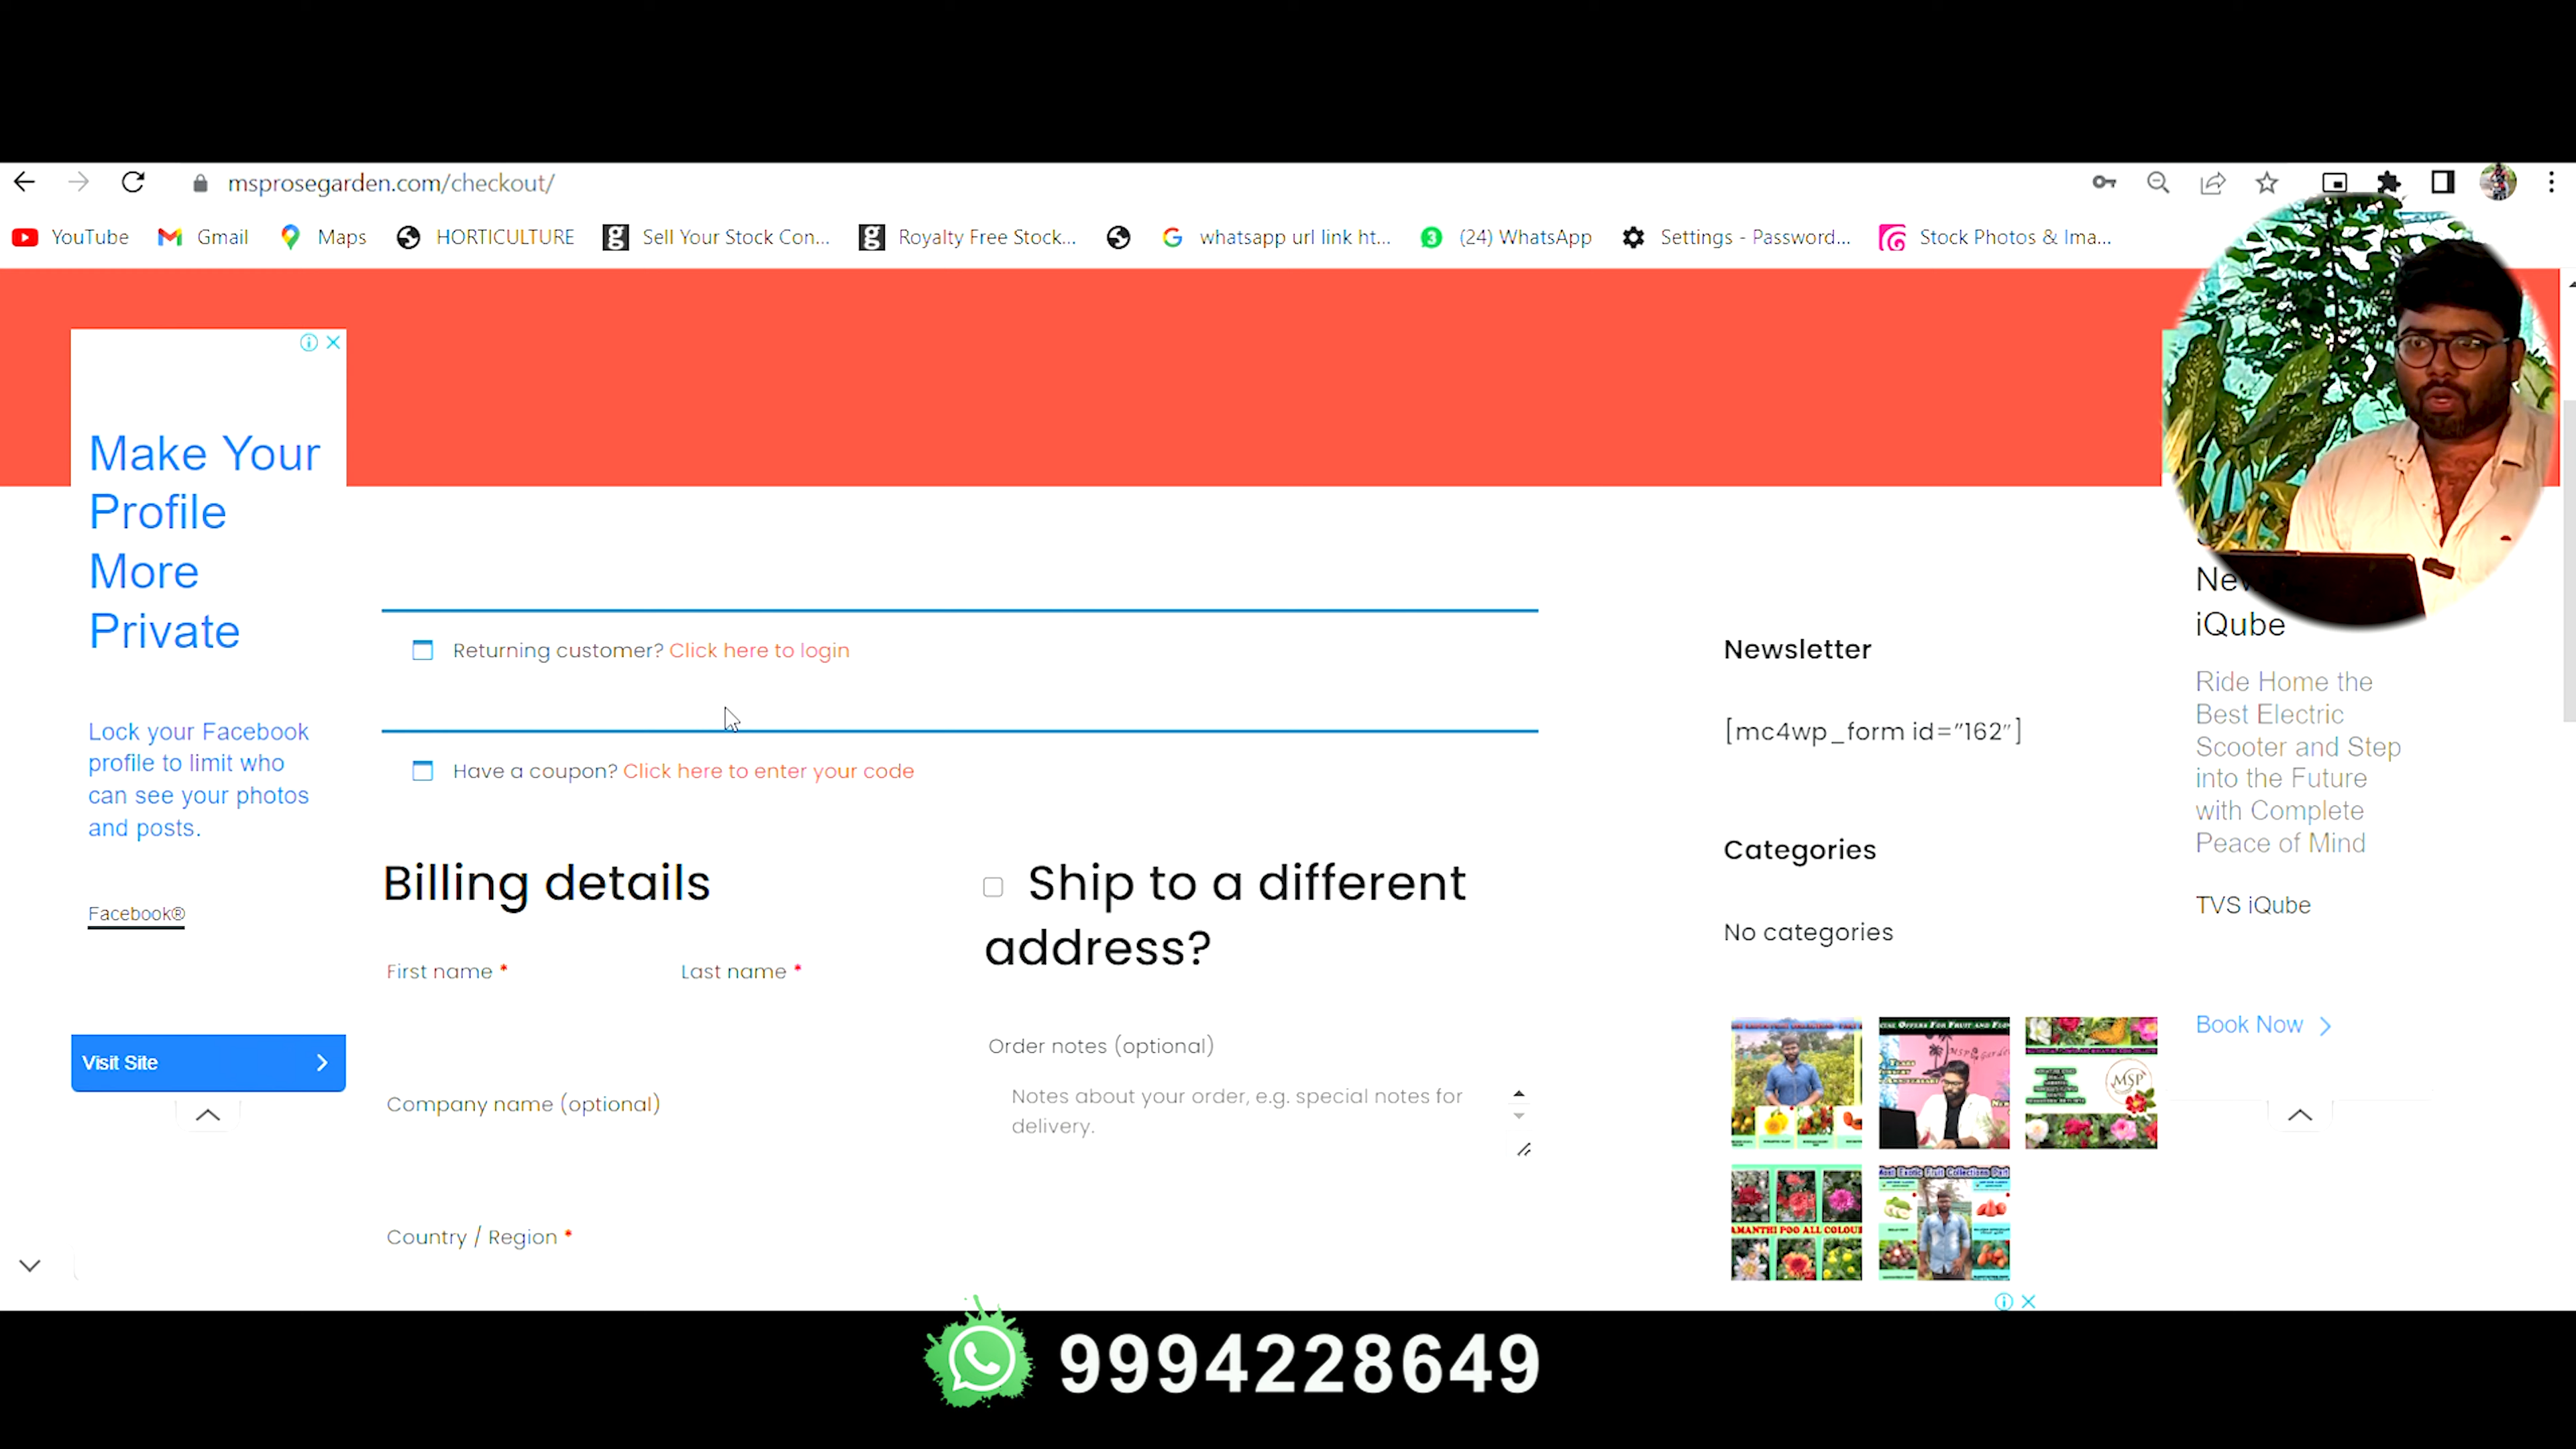 msprosegarden.com/checkout/
YouTube
Gmail
Maps
HORTICULTURE
Sell Your Stock Con...
Royalty Free Stock...
whatsapp url link ht...
(24) WhatsApp
Settings - Password...
Stock Photos & Ima...
Make Your
Profile
More
Private
Lock your Facebook
profile to limit who
can see your photos
and posts.
Facebook®
Visit Site
Returning customer? Click here to login
Have a coupon? Click here to enter your code
Billing details
First name *
Last name *
Company name (optional)
Country / Region *
Ship to a different
address?
Order notes (optional)
Notes about your order, e.g. special notes for
delivery.
Newsletter
[mc4wp_form id="162"]
Categories
No categories
AMANTHI POO ALL COLOU
MSP
iQube
Ride Home the
Best Electric
Scooter and Step
into the Future
with Complete
Peace of Mind
TVS iQube
Book Now
9994228649